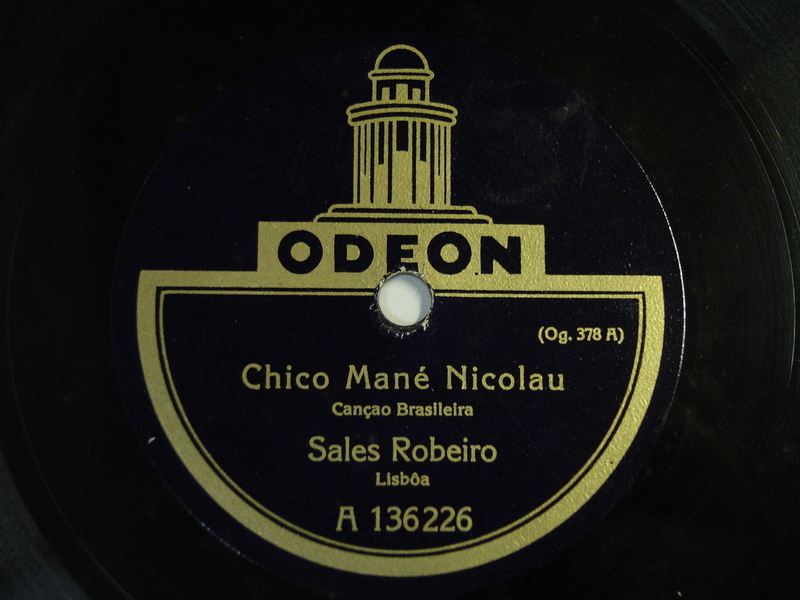 ODEON
(Og. 378 A)
Chico Mané Nicolau
Cançao Brasileira
Sales Robeiro
Lisbôa
A 136226